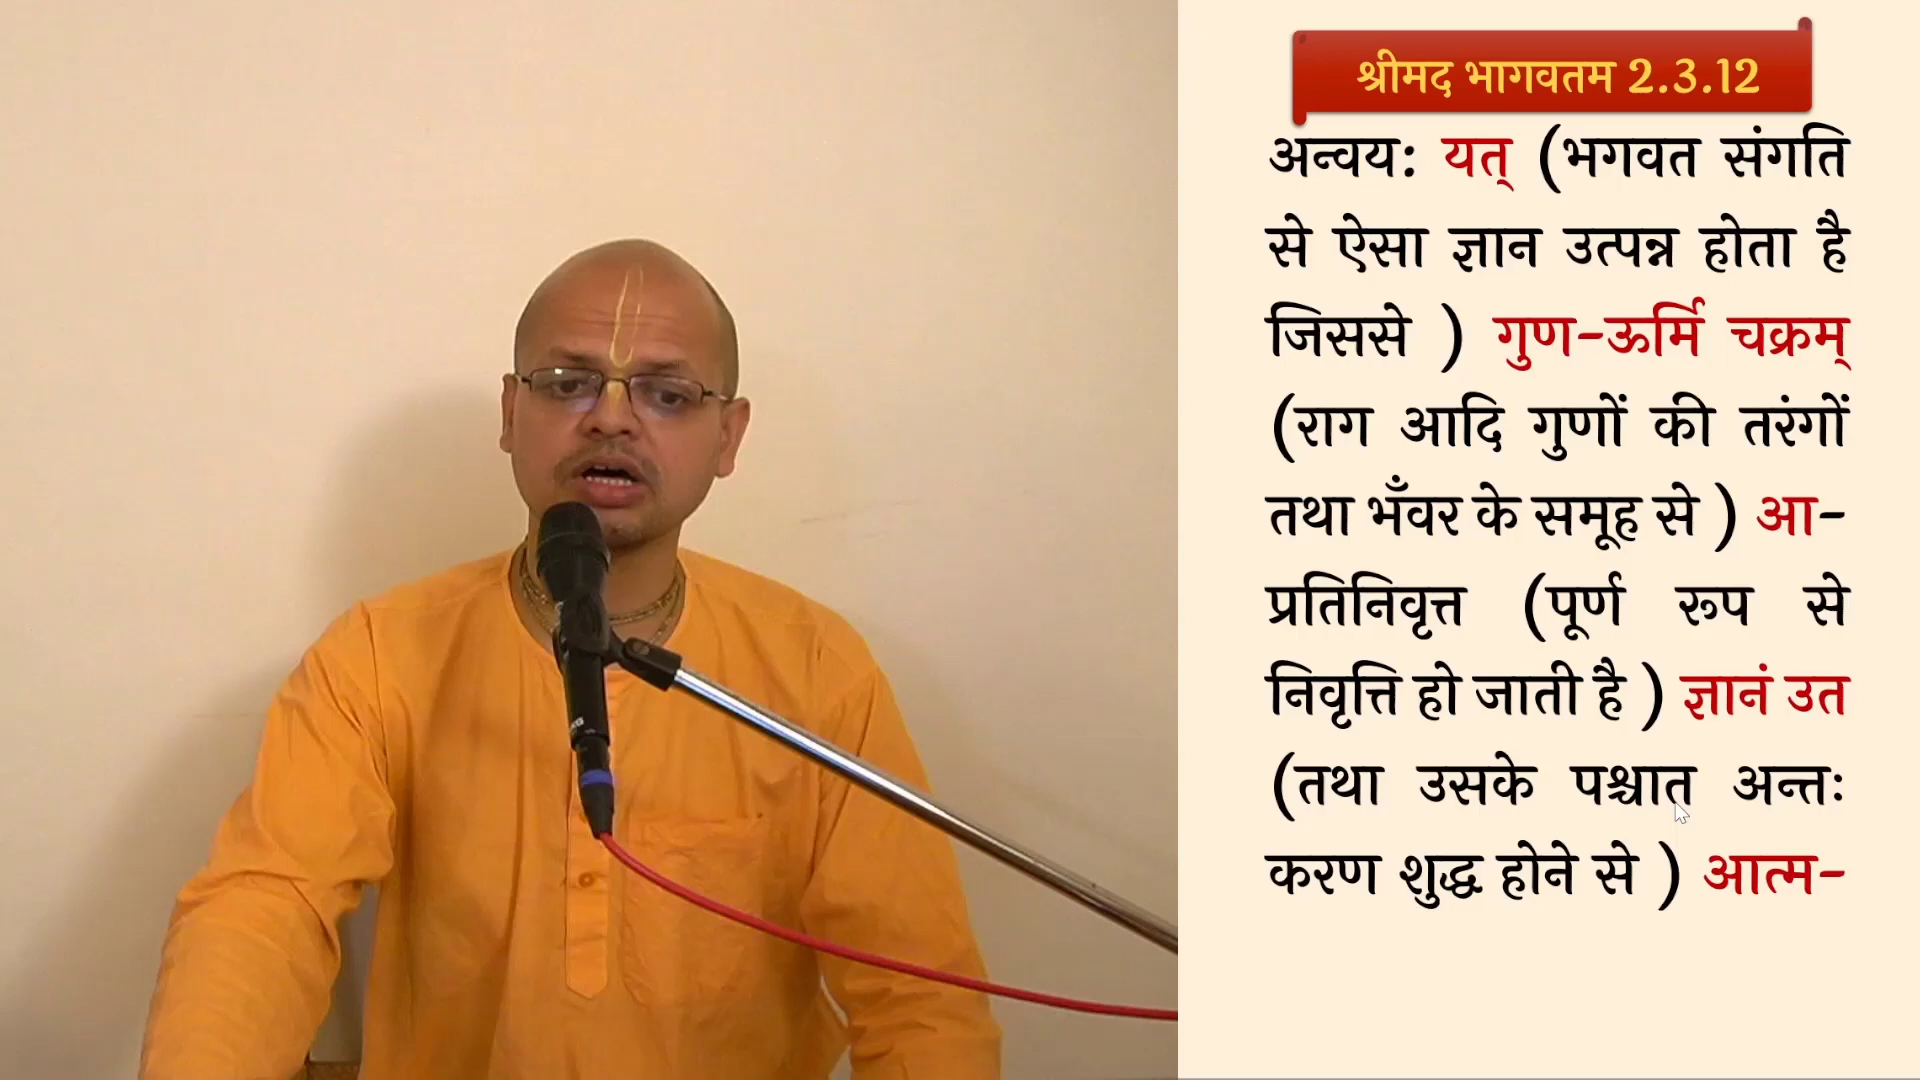 श्रीमद भागवतम 2.3.12
अन्वय: यत् (भगवत संगति
से ऐसा ज्ञान उत्पन्न होता है
जिससे ) गुण-ऊर्मि चक्रम्
(राग आदि गुणों की तरंगों
तथा भँवर के समूह से ) आ-
प्रतिनिवृत्त (पूर्ण रूप से
निवृत्ति हो जाती है ) ज्ञानं उत
(तथा उसके पश्चात अन्तः
करण शुद्ध होने से ) आत्म-